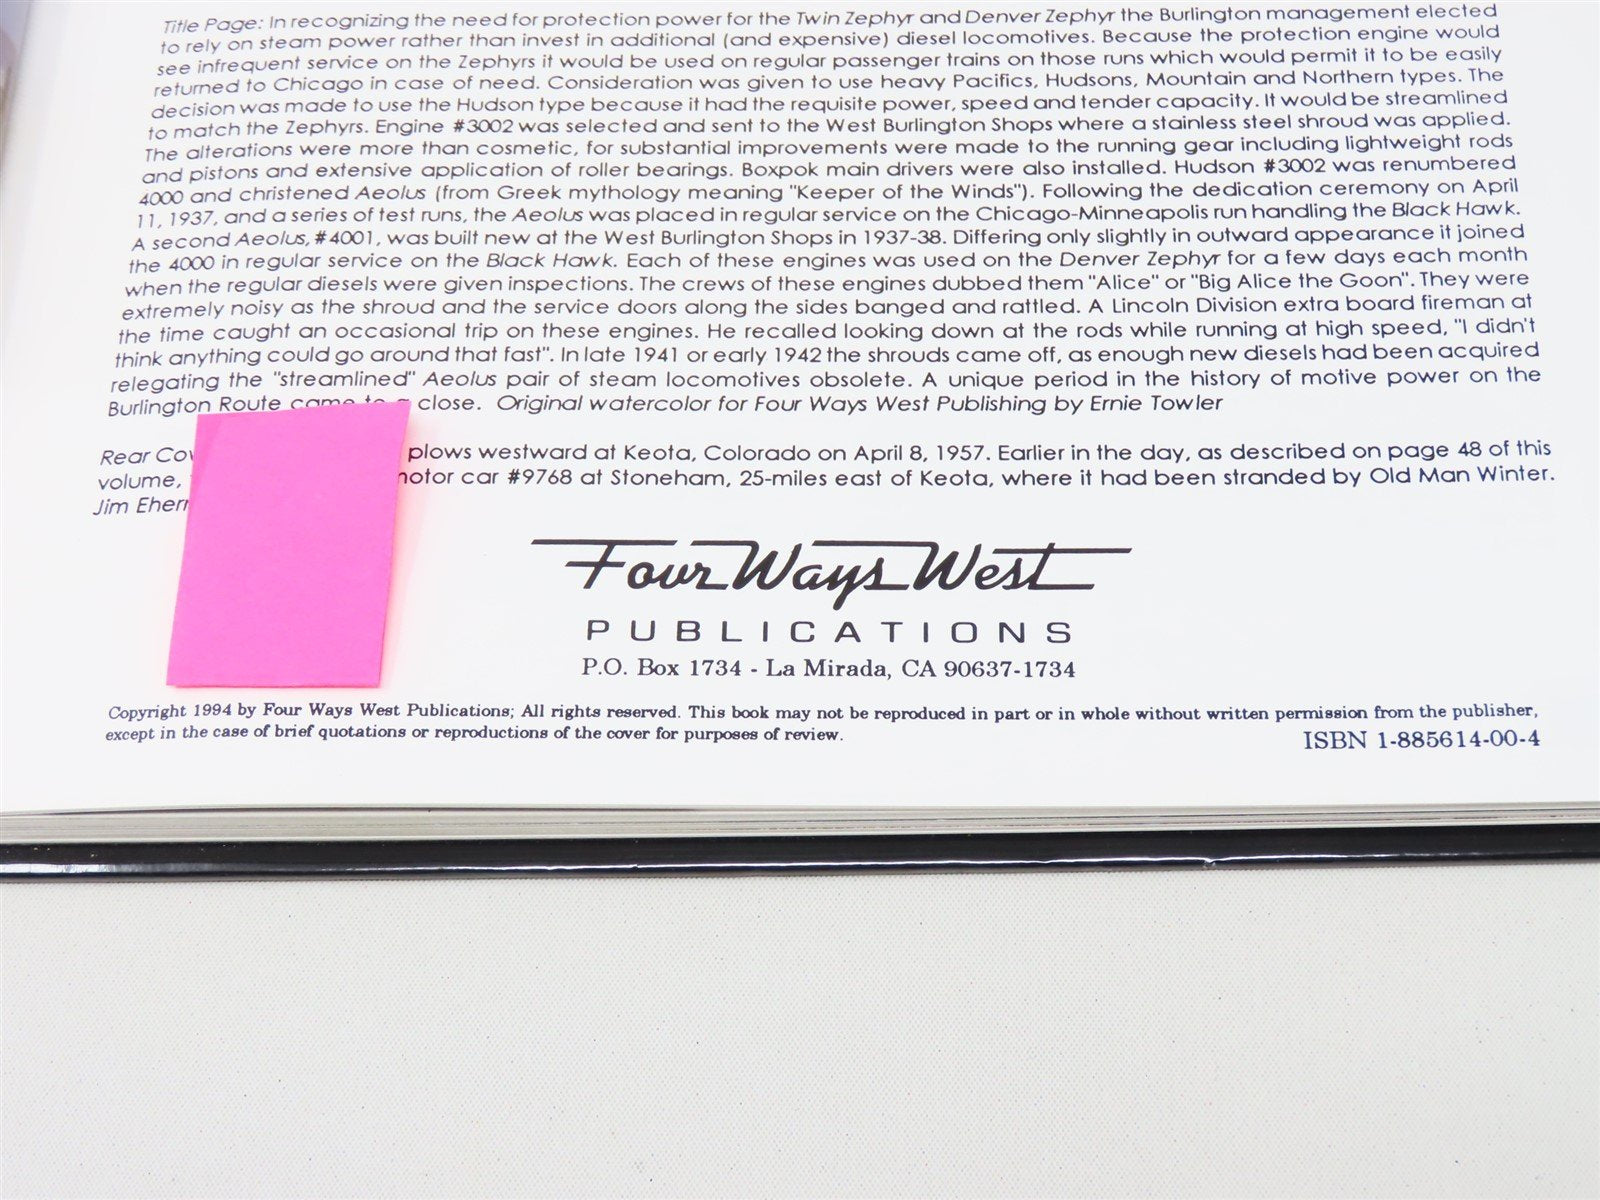 Title Page: In recognizing the need for protection power for the Twin Zephyr and Denver Zephyr the Burlington management elected
to rely on steam power rather than invest in additional (and expensive) diesel locomotives. Because the protection engine would
see infrequent service on the Zephyrs it would be used on regular passenger trains on those runs which would permit it to be easily
returned to Chicago in case of need. Consideration was given to use heavy Pacifics, Hudsons, Mountain and Northern types. The
decision was made to use the Hudson type because it had the requisite power, speed and tender capacity. It would be streamlined
to match the Zephyrs. Engine #3002 was selected and sent to the West Burlington Shops where a stainless steel shroud was applied.
The alterations were more than cosmetic, for substantial improvements were made to the running gear including lightweight rods
and pistons and extensive application of roller bearings. Boxpok main drivers were also installed. Hudson #3002 was renumbered
4000 and christened Aeolus (from Greek mythology meaning "Keeper of the Winds"). Following the dedication ceremony on April
11, 1937, and a series of test runs, the Aeolus was placed in regular service on the Chicago-Minneapolis run handling the Black Hawk.
A second Aeolus, #4001, was built new at the West Burlington Shops in 1937-38. Differing only slightly in outward appearance it joined
the 4000 in regular service on the Black Hawk. Each of these engines was used on the Denver Zephyr for a few days each month
when the regular diesels were given inspections. The crews of these engines dubbed them "Alice" or "Big Alice the Goon". They were
extremely noisy as the shroud and the service doors along the sides banged and rattled. A Lincoln Division extra board fireman at
the time caught an occasional trip on these engines. He recalled looking down at the rods while running at high speed, "I didn't
think anything could go around that fast". In late 1941 or early 1942 the shrouds came off, as enough new diesels had been acquired
relegating the "streamlined" Aeolus pair of steam locomotives obsolete. A unique period in the history of motive power on the
Burlington Route came to a close. Original watercolor for Four Ways West Publishing by Ernie Towler
Rear plows westward at Keota, Colorado on April 8, 1957. Earlier in the day, as described on page 48 of this
volume, motor car #9768 at Stoneham, 25-miles east of Keota, where it had been stranded by Old Man Winter.
Jim
Four Ways West
PUBLICATIONS
P.O. Box 1734 - La Mirada, CA 90637-1734
Copyright 1994 by Four Ways West Publications; All rights reserved. This book may not be reproduced in part or in whole without written permission from the publisher,
except in the case of brief quotations or reproductions of the cover for purposes of review.
ISBN 1-885614-00-4